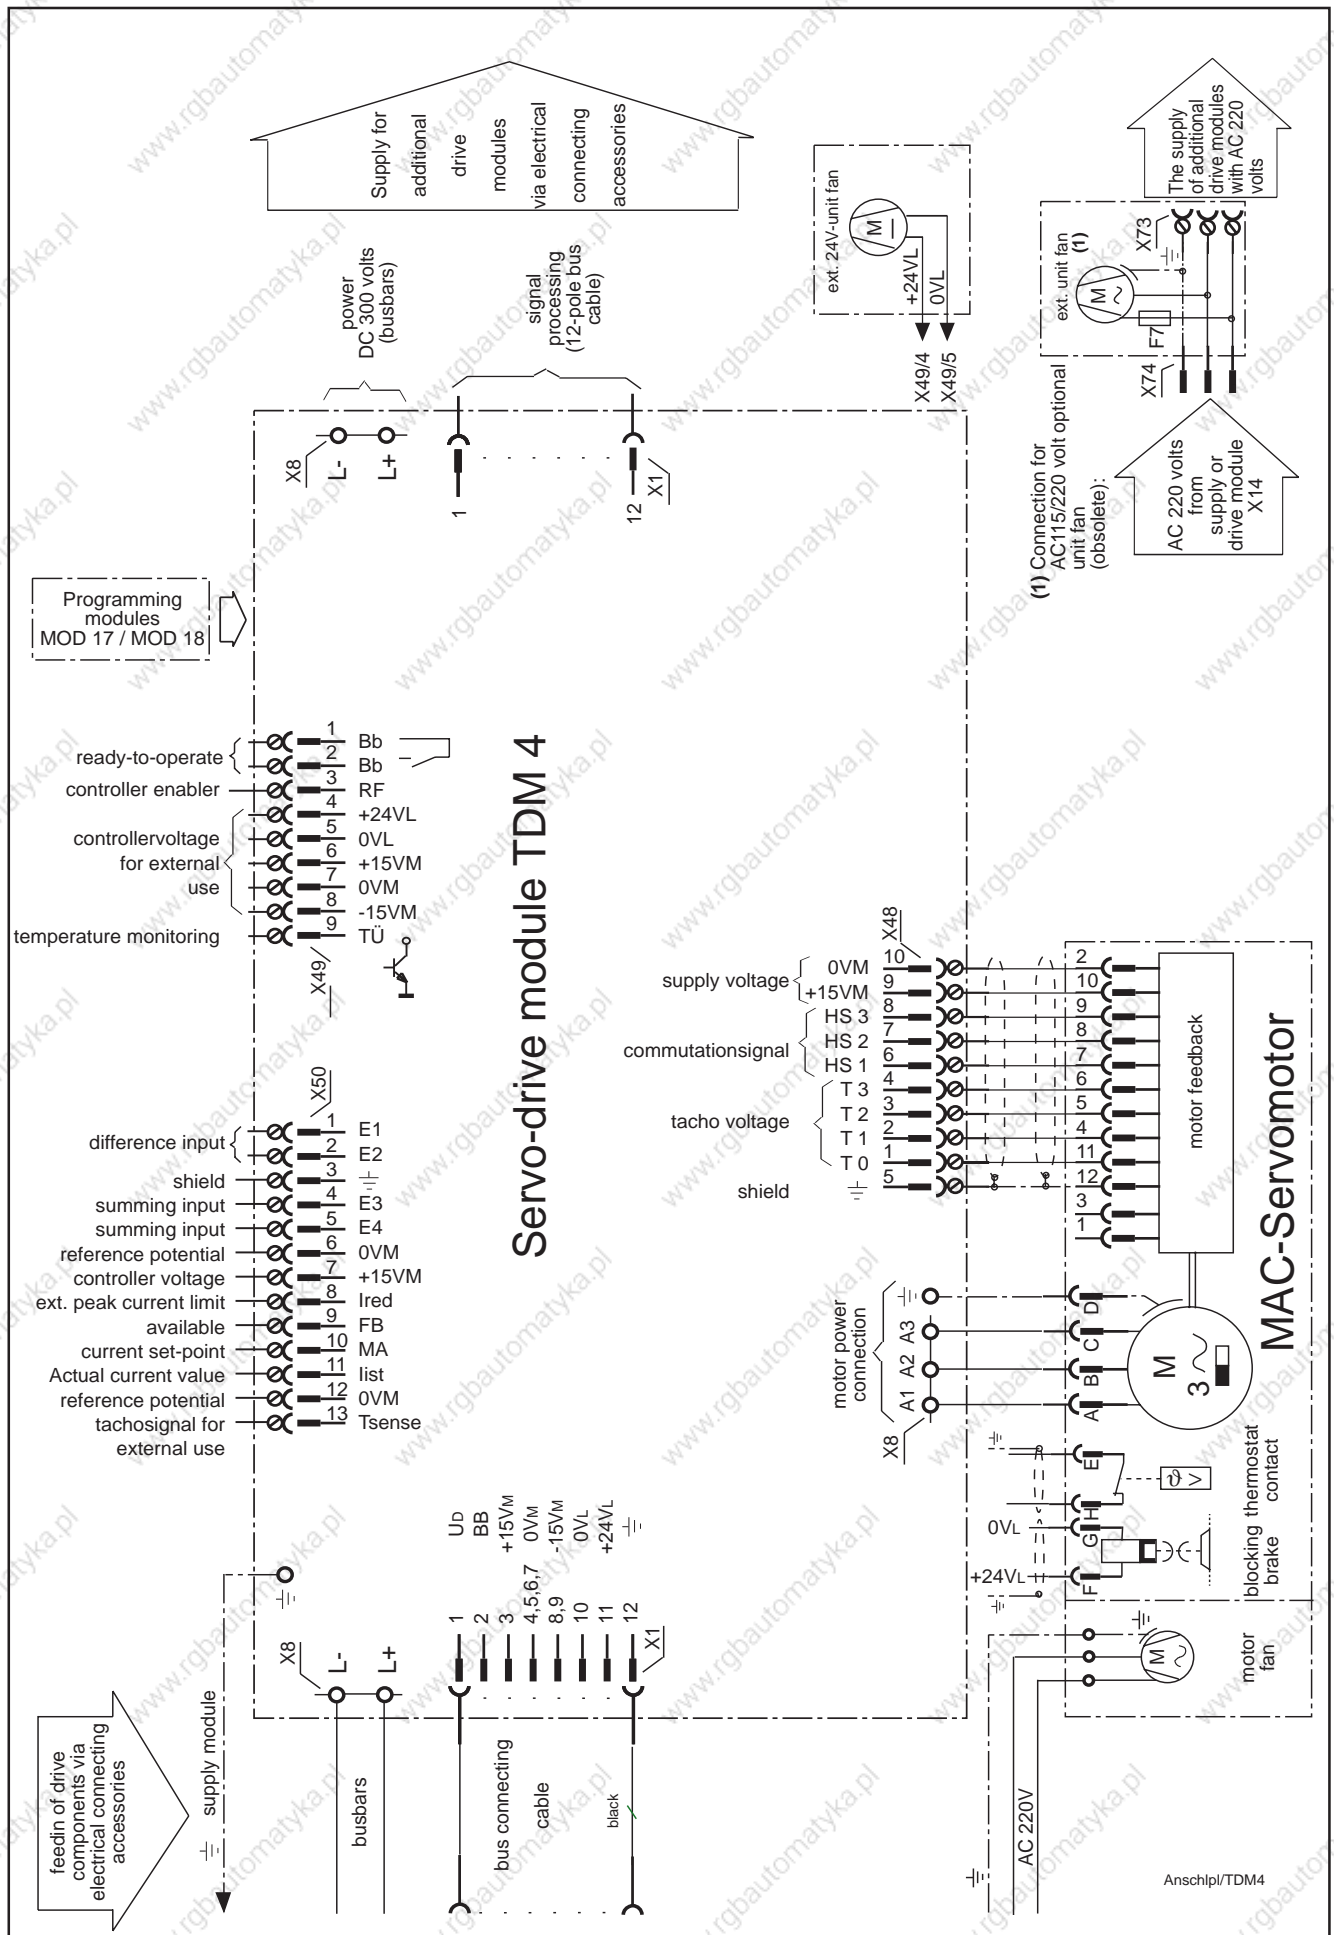 Supply for
additional
drive
modules
via electrical
connecting
accessories
The supply
of additional
drive modules
with AC 220
volts
ext. 24V-unit fan
M
+24VL
0VL
X49/4
X49/5
ext. unit fan
(1)
M
F7
X73
X74
AC 220 volts
from
supply or
drive module
X14
(1) Connection for
AC115/220 volt optional
unit fan
(obsolete):
power
DC 300 volts
(busbars)
signal
processing
(12-pole bus
cable)
X8
L-
L+
1
12
X1
Programming
modules
MOD 17 / MOD 18
Servo-drive module TDM 4
ready-to-operate
1 Bb
2 Bb
controller enabler 3 RF
controllervoltage
for external
use
4 +24VL
5 0VL
6 +15VM
7 0VM
8 -15VM
temperature monitoring 9 TÜ
X49
X50
difference input
1 E1
2 E2
shield 3
summing input 4 E3
summing input 5 E4
reference potential 6 0VM
controller voltage 7 +15VM
ext. peak current limit 8 Ired
available 9 FB
current set-point 10 MA
Actual current value 11 Iist
reference potential 12 0VM
tachosignal for 13 Tsense
external use
X48
supply voltage
0VM 10 2
+15VM 9 10
commutationsignal
HS 3 8 9
HS 2 7 8
HS 1 6 7
tacho voltage
T 3 4 6
T 2 3 5
T 1 2 4
T 0 1 11
shield 5 12
3
1
motor feedback
MAC-Servomotor
motor power
connection
X8
A1
A2
A3
A
B
C
D
M
3
E
H
G
F
0VL
+24VL
ϑ >
thermostat
contact
blocking
brake
motor
fan
M
AC 220V
UD
BB
+15VM
0VM
-15VM
0VL
+24VL
1
2
3
4,5,6,7
8,9
10
11
12
X1
X8
L-
L+
feedin of drive
components via
electrical connecting
accessories
supply module
busbars
bus connecting
cable
black
Anschlpl/TDM4
www.rgbautomatyka.pl